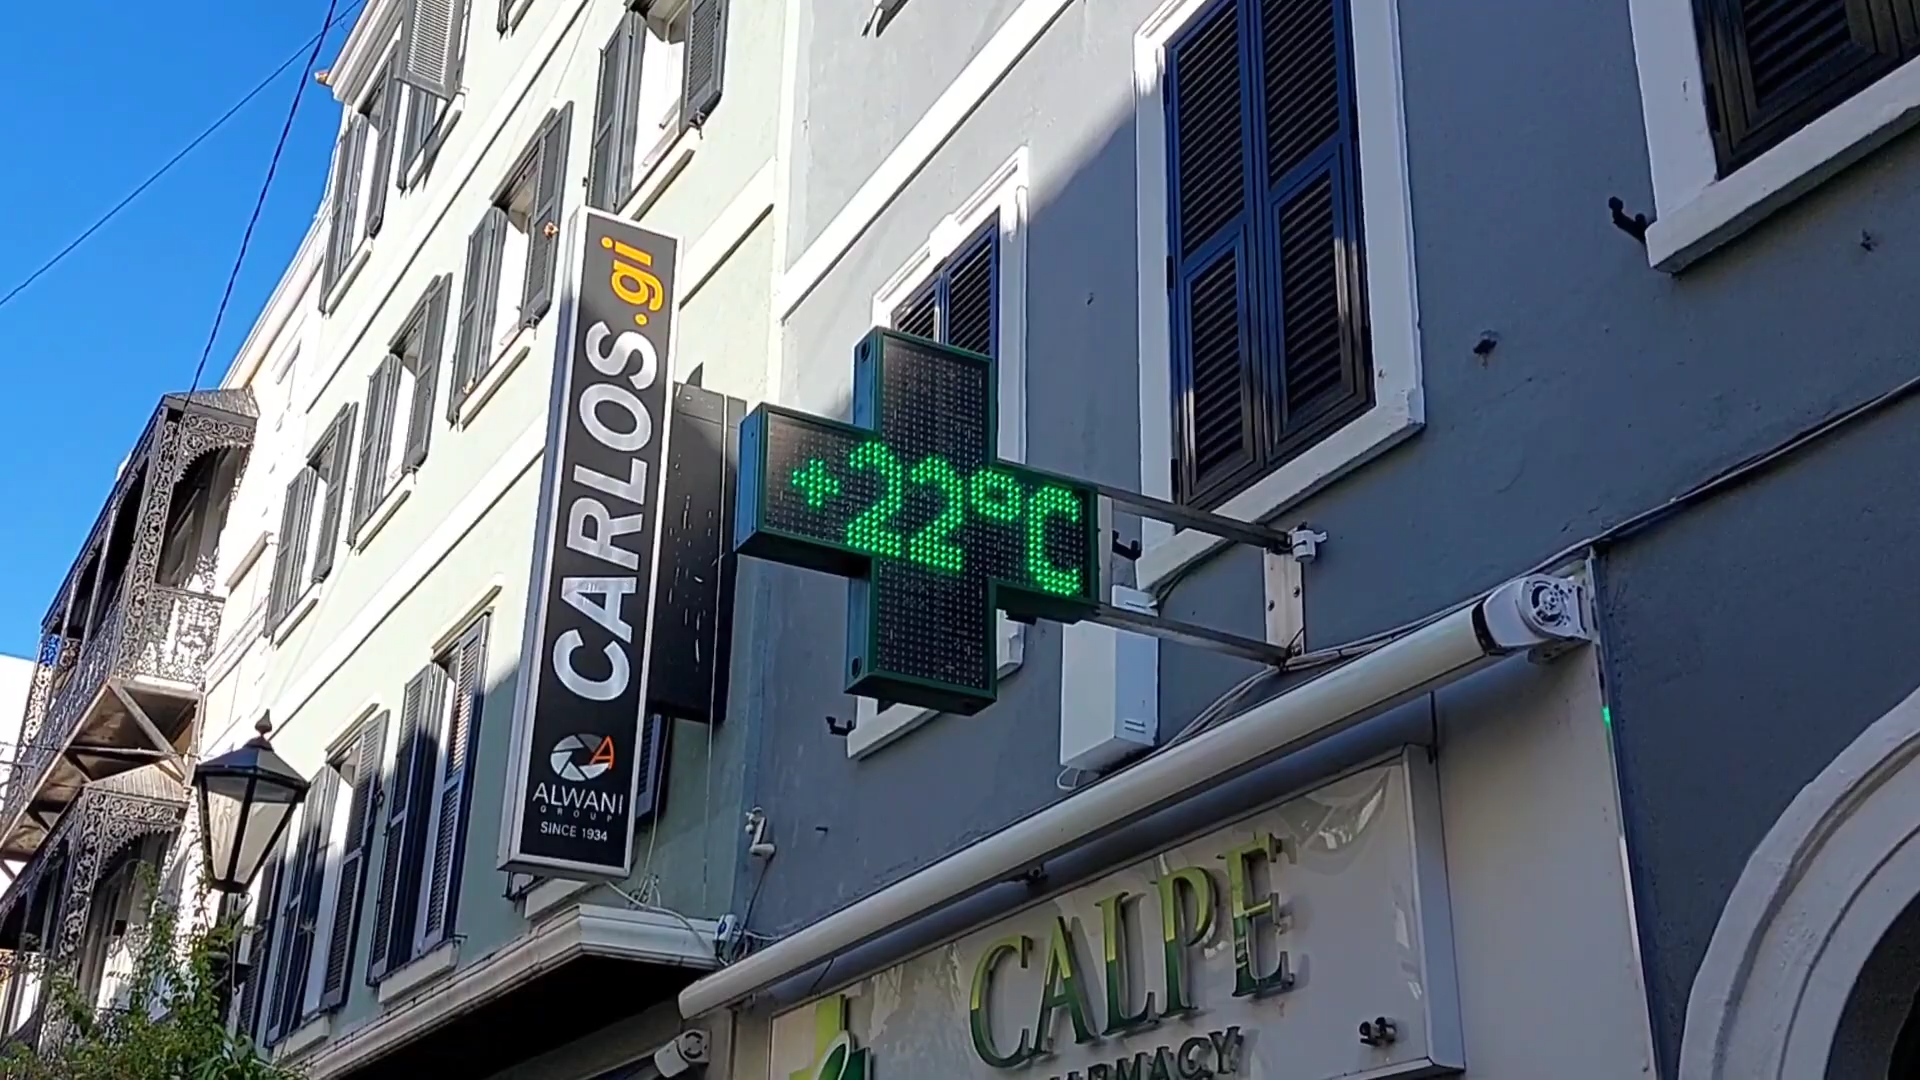 CARLOS.gi
ALWANI
GROUP
SINCE 1934
+22°C
CALPE